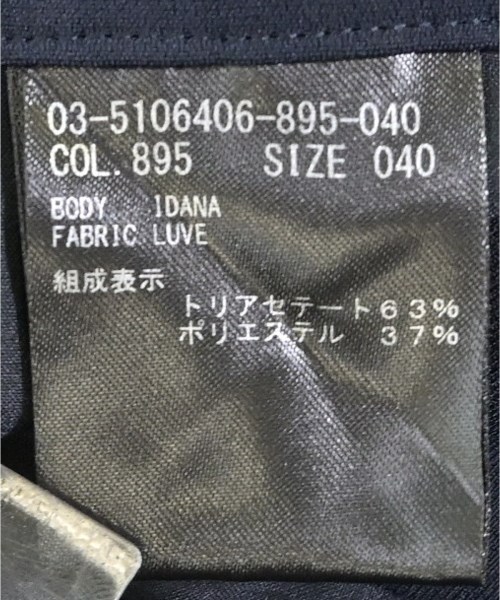 03-5106406-895-040
COL.895 SIZE 040
BODY IDANA
FABRIC LUVE
組成表示
トリアセテート63%
ポリエステル 37%